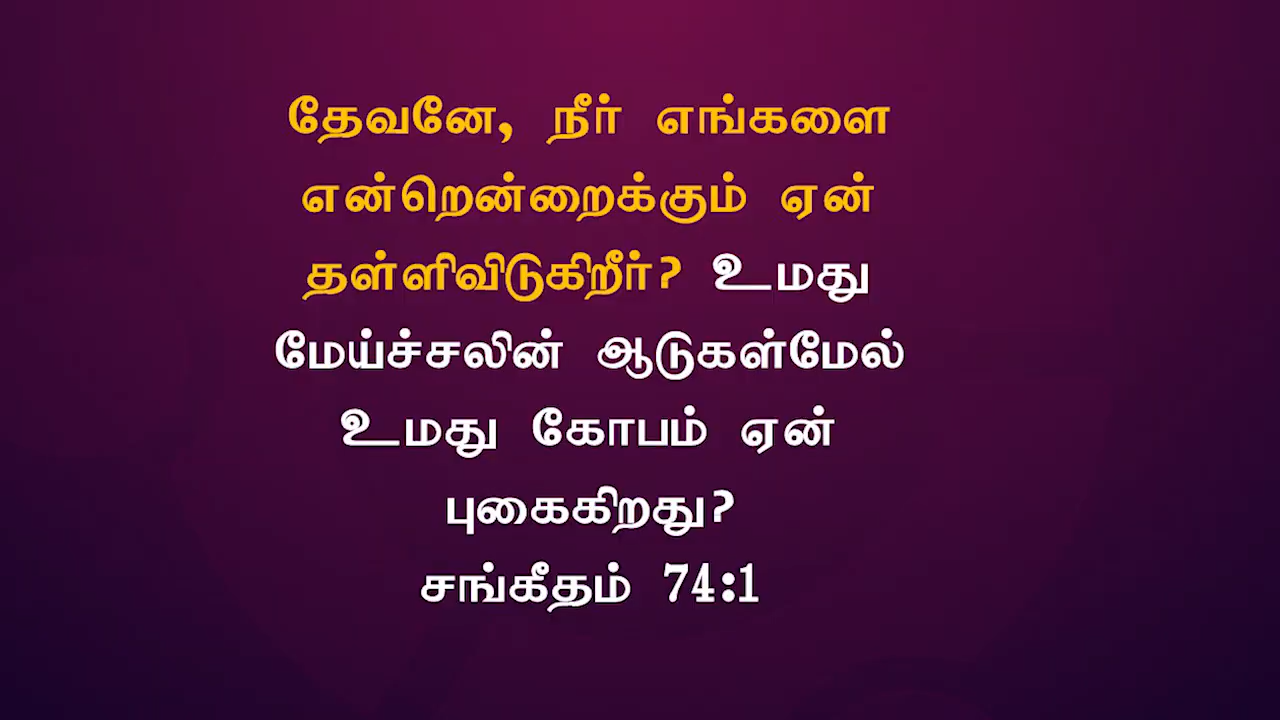 தேவனே, நீர் எங்களை
என்றென்றைக்கும் ஏன்
தள்ளிவிடுகிறீர்? உமது
மேய்ச்சலின் ஆடுகள்மேல்
உமது கோபம் ஏன்
புகைகிறது?
சங்கீதம் 74:1